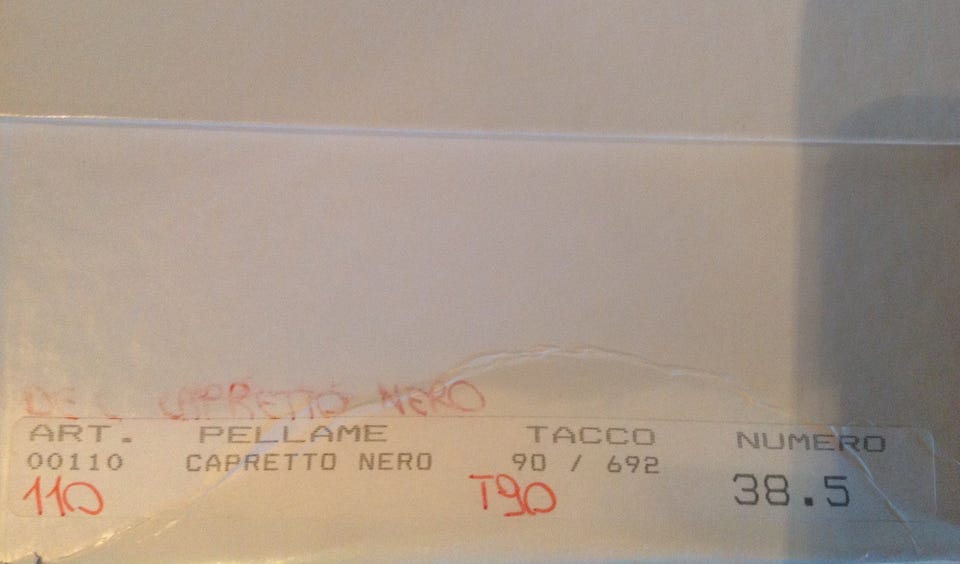 CAPRETTO NERO
ART. PELLAME TACCO NUMERO
00110 CAPRETTO NERO 90 / 692 38.5
110 T90